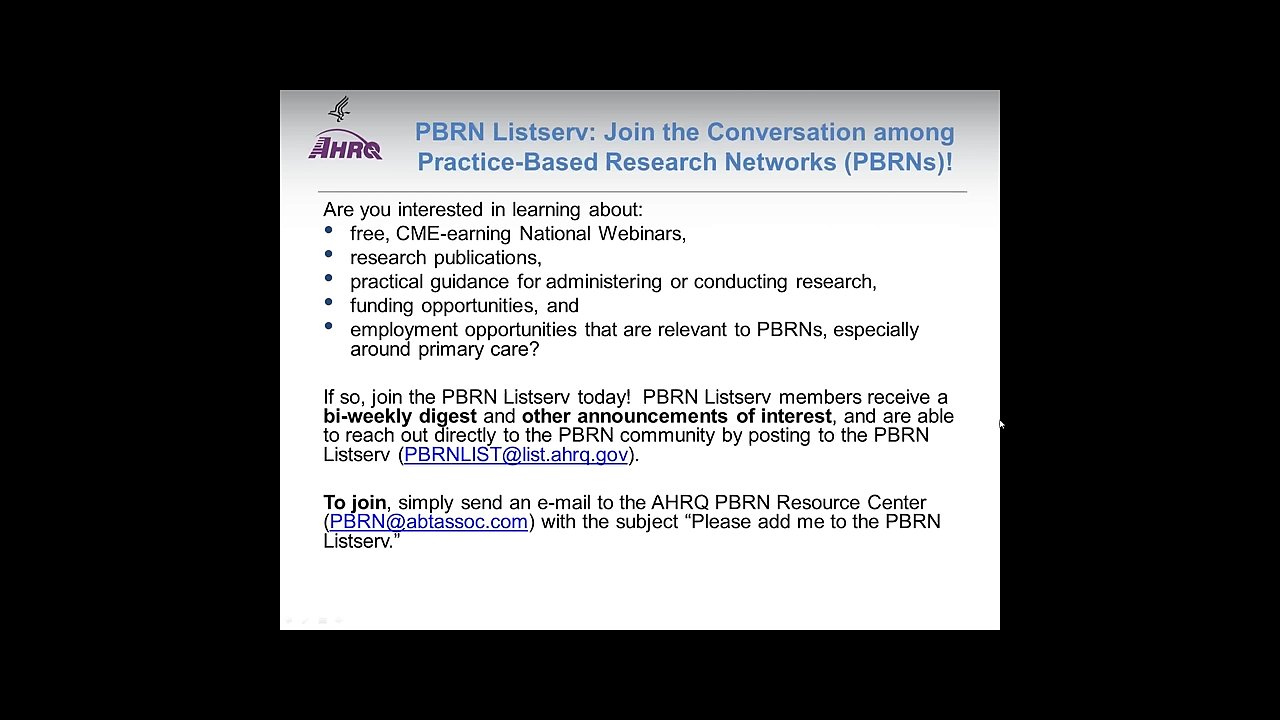 AHRQ
PBRN Listserv: Join the Conversation among
Practice-Based Research Networks (PBRNs)!
Are you interested in learning about:
• free, CME-earning National Webinars,
• research publications,
• practical guidance for administering or conducting research,
• funding opportunities, and
• employment opportunities that are relevant to PBRNs, especially
around primary care?
If so, join the PBRN Listserv today!  PBRN Listserv members receive a
bi-weekly digest and other announcements of interest, and are able
to reach out directly to the PBRN community by posting to the PBRN
Listserv (PBRNLIST@list.ahrq.gov).
To join, simply send an e-mail to the AHRQ PBRN Resource Center
(PBRN@abtassoc.com) with the subject “Please add me to the PBRN
Listserv.”